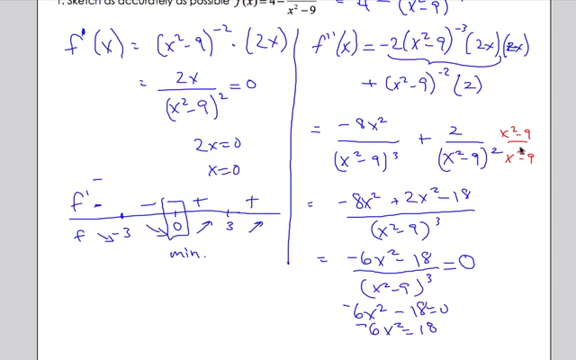 1. Sketch as accurately as possible f(x) = 4 -
x² - 9
= 4 - (x² - 9)
f'(x) = (x²-9)⁻² · (2x)
= 2x / (x²-9)² = 0
2x = 0
x = 0
f' - - + +
f ↘ -3 ↘ 0 ↗ 3 ↗
min.
f''(x) = -2(x²-9)⁻³ (2x)(2x)
+ (x²-9)⁻² (2)
= -8x² / (x²-9)³ + 2 / (x²-9)² x²-9 / x²-9
= -8x² + 2x² - 18 / (x²-9)³
= -6x² - 18 / (x²-9)³ = 0
-6x² - 18 = 0
-6x² = 18